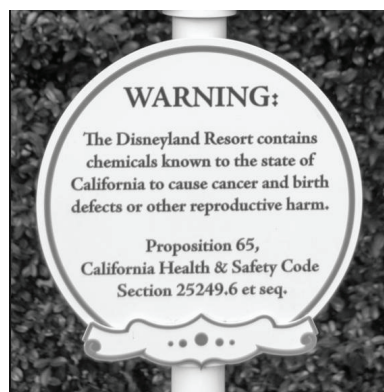 WARNING:
The Disneyland Resort contains
chemicals known to the state of
California to cause cancer and birth
defects or other reproductive harm.
Proposition 65,
California Health & Safety Code
Section 25249.6 et seq.